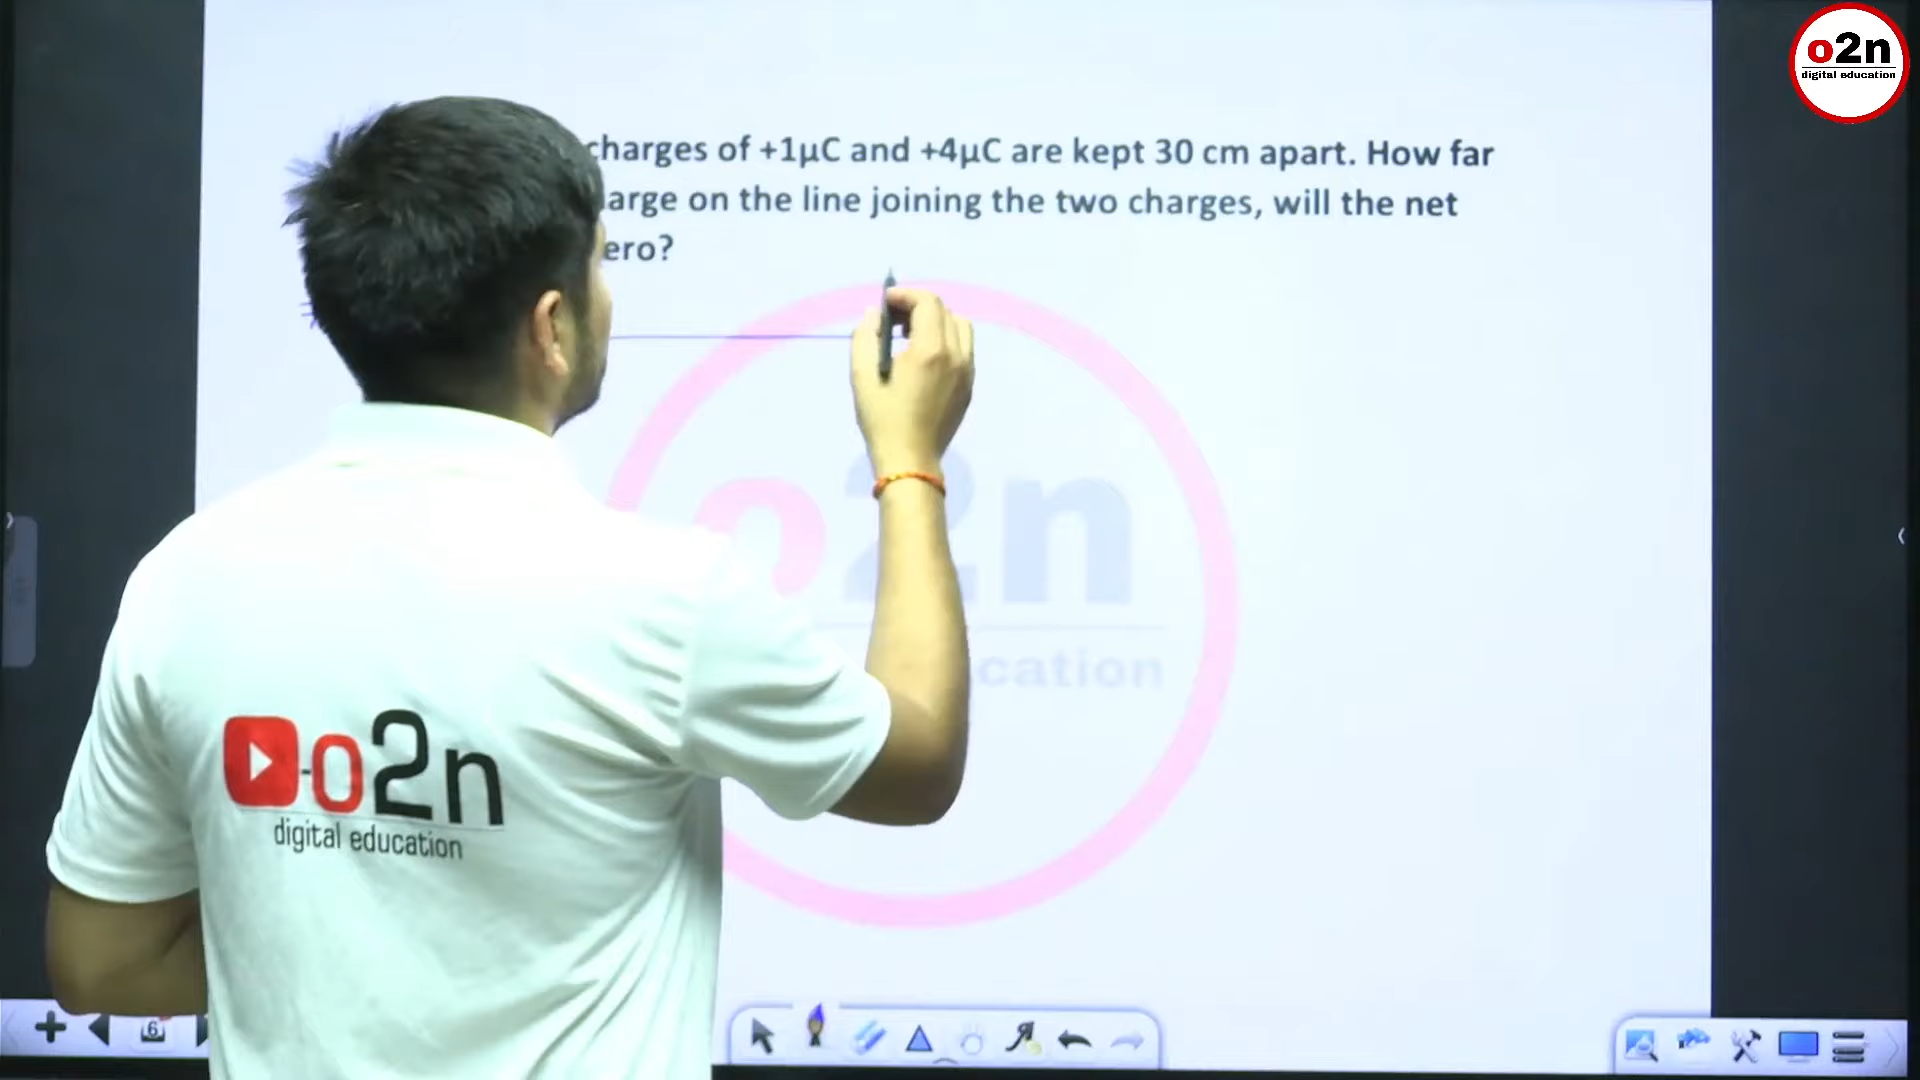 o2n
digital education
charges of +1µC and +4µC are kept 30 cm apart. How far
arge on the line joining the two charges, will the net
ero?
2n
cation
o2n
digital education
6